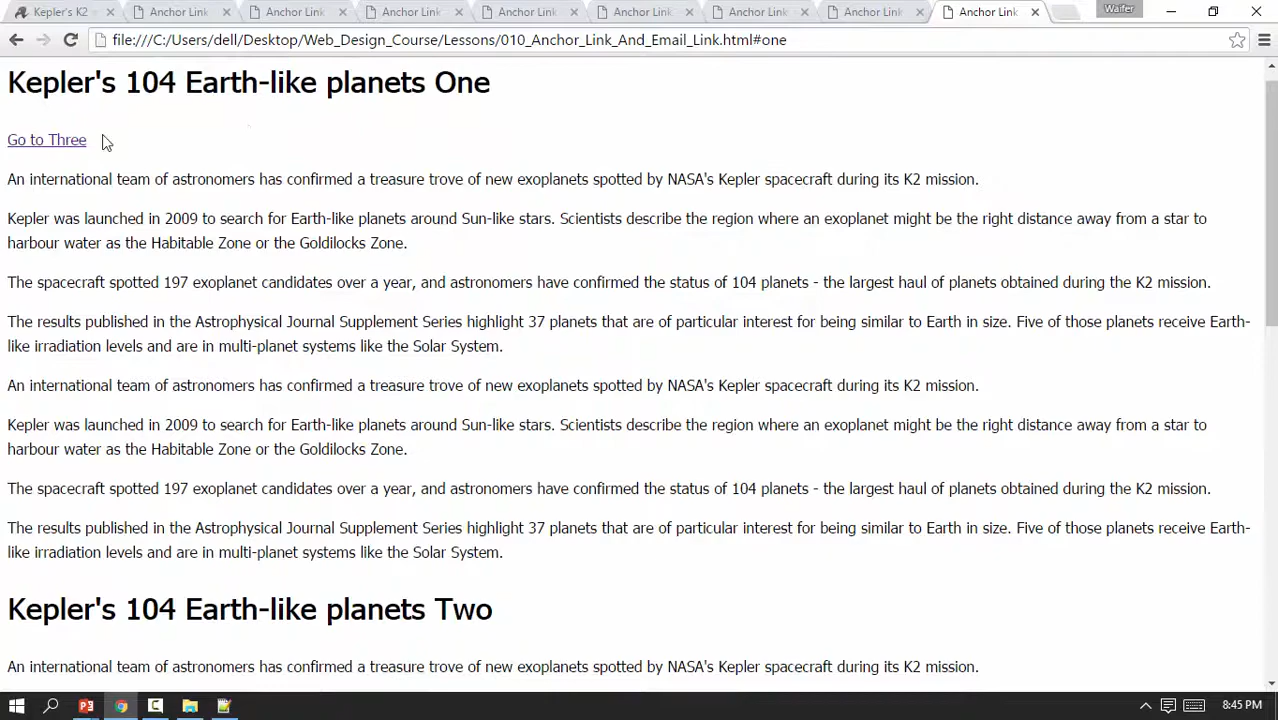 Kepler's K2
Anchor Link
Anchor Link
Anchor Link
Anchor Link
Anchor Link
Anchor Link
Anchor Link
Anchor Link
Waifer
file:///C:/Users/dell/Desktop/Web_Design_Course/Lessons/010_Anchor_Link_And_Email_Link.html#one
Kepler's 104 Earth-like planets One
Go to Three
An international team of astronomers has confirmed a treasure trove of new exoplanets spotted by NASA's Kepler spacecraft during its K2 mission.
Kepler was launched in 2009 to search for Earth-like planets around Sun-like stars. Scientists describe the region where an exoplanet might be the right distance away from a star to
harbour water as the Habitable Zone or the Goldilocks Zone.
The spacecraft spotted 197 exoplanet candidates over a year, and astronomers have confirmed the status of 104 planets - the largest haul of planets obtained during the K2 mission.
The results published in the Astrophysical Journal Supplement Series highlight 37 planets that are of particular interest for being similar to Earth in size. Five of those planets receive Earth-
like irradiation levels and are in multi-planet systems like the Solar System.
An international team of astronomers has confirmed a treasure trove of new exoplanets spotted by NASA's Kepler spacecraft during its K2 mission.
Kepler was launched in 2009 to search for Earth-like planets around Sun-like stars. Scientists describe the region where an exoplanet might be the right distance away from a star to
harbour water as the Habitable Zone or the Goldilocks Zone.
The spacecraft spotted 197 exoplanet candidates over a year, and astronomers have confirmed the status of 104 planets - the largest haul of planets obtained during the K2 mission.
The results published in the Astrophysical Journal Supplement Series highlight 37 planets that are of particular interest for being similar to Earth in size. Five of those planets receive Earth-
like irradiation levels and are in multi-planet systems like the Solar System.
Kepler's 104 Earth-like planets Two
An international team of astronomers has confirmed a treasure trove of new exoplanets spotted by NASA's Kepler spacecraft during its K2 mission.
8:45 PM